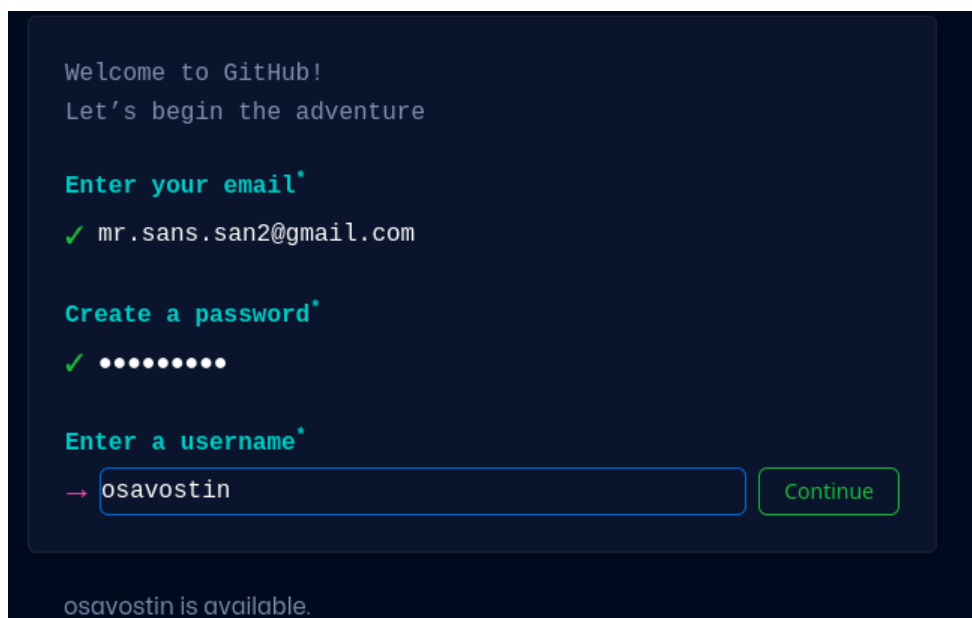 Welcome to GitHub!
Let’s begin the adventure
Enter your email*
✓ mr.sans.san2@gmail.com
Create a password*
✓ •••••••••
Enter a username*
→ osavostin Continue
osavostin is available.